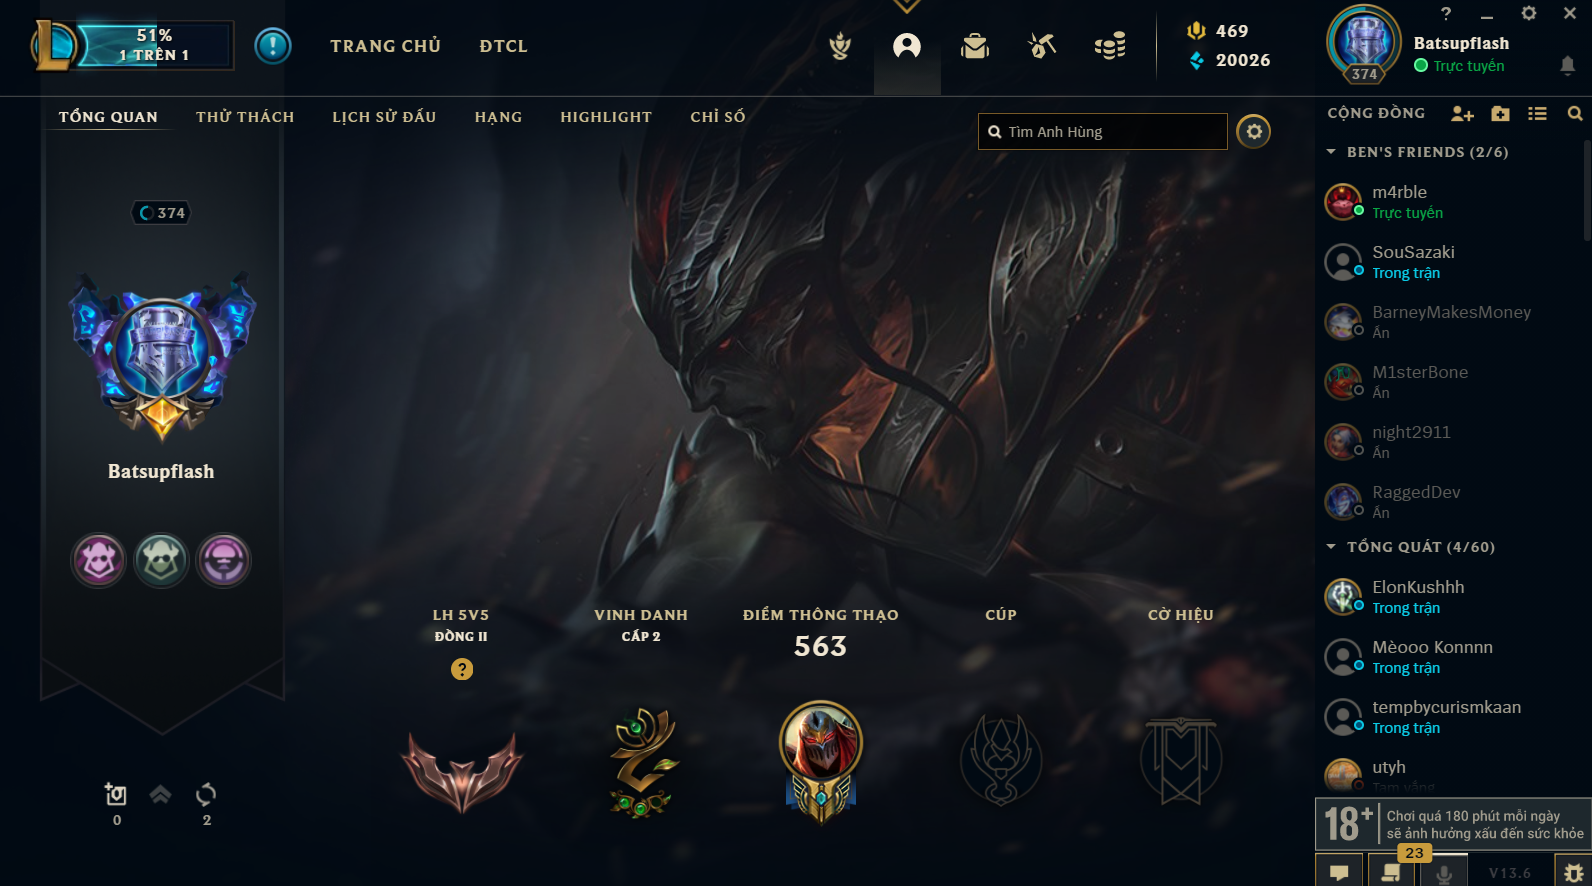 51%
1 TRÊN 1
TRANG CHỦ
ĐTCL
469
20026
374
Batsupflash
Trực tuyến
TỔNG QUAN
THỬ THÁCH
LỊCH SỬ ĐẤU
HẠNG
HIGHLIGHT
CHỈ SỐ
Tìm Anh Hùng
374
Batsupflash
LH 5V5
ĐỒNG II
?
VINH DANH
CẤP 2
ĐIỂM THÔNG THẠO
563
CÚP
CỜ HIỆU
0
2
CỘNG ĐỒNG
BEN'S FRIENDS (2/6)
m4rble
Trực tuyến
SouSazaki
Trong trận
BarneyMakesMoney
Ẩn
M1sterBone
Ẩn
night2911
Ẩn
RaggedDev
Ẩn
TỔNG QUÁT (4/60)
ElonKushhh
Trong trận
Mèooo Konnnn
Trong trận
tempbycurismkaan
Trong trận
utyh
Tạm vắng
18+
Chơi quá 180 phút mỗi ngày
sẽ ảnh hưởng xấu đến sức khỏe
23
V13.6